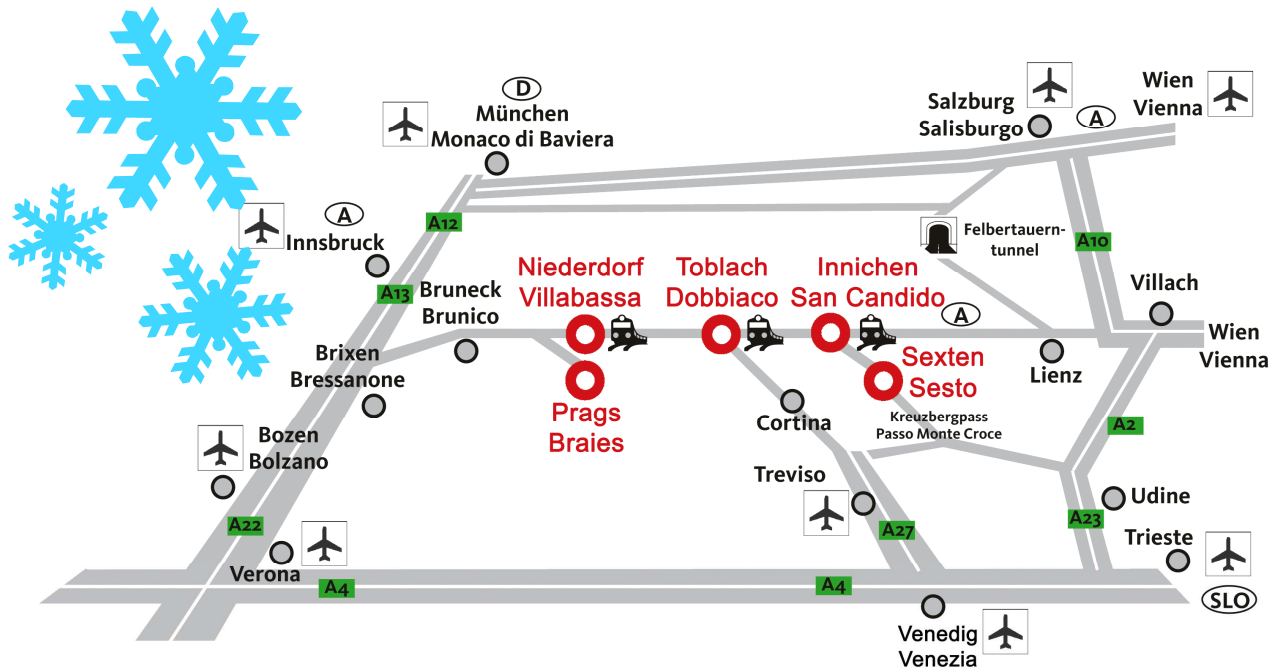 D
München
Monaco di Baviera
Salzburg
Salisburgo
A
Wien
Vienna
A
Innsbruck
A12
A13
Felbertauern-
tunnel
A10
Bruneck
Brunico
Niederdorf
Villabassa
Toblach
Dobbiaco
Innichen
San Candido
A
Villach
Wien
Vienna
Brixen
Bressanone
Prags
Braies
Sexten
Sesto
Lienz
Cortina
Kreuzbergpass
Passo Monte Croce
A2
Bozen
Bolzano
Treviso
Udine
A22
A27
A23
Trieste
Verona
A4
A4
SLO
Venedig
Venezia